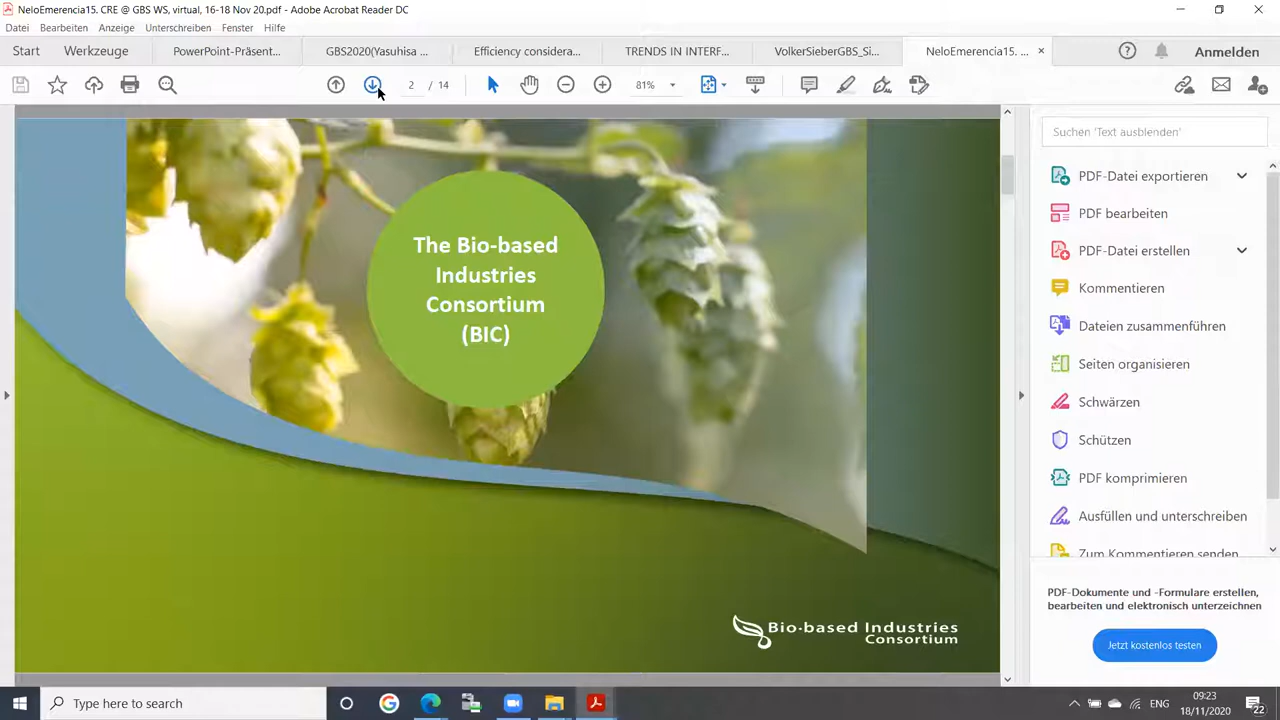 NeloEmerencia15. CRE @ GBS WS, virtual, 16-18 Nov 20.pdf - Adobe Acrobat Reader DC
Datei Bearbeiten Anzeige Unterschreiben Fenster Hilfe
Start Werkzeuge PowerPoint-Präsent... GBS2020(Yasuhisa ... Efficiency considera... TRENDS IN INTERF... VolkerSieberGBS_Si... NeloEmerencia15. ... × Anmelden
2 / 14 81%
Suchen 'Text ausblenden'
PDF-Datei exportieren
PDF bearbeiten
PDF-Datei erstellen
Kommentieren
Dateien zusammenführen
Seiten organisieren
Schwärzen
Schützen
PDF komprimieren
Ausfüllen und unterschreiben
Zum Kommentieren senden
PDF-Dokumente und -Formulare erstellen,
bearbeiten und elektronisch unterzeichnen
Jetzt kostenlos testen
The Bio-based
Industries
Consortium
(BIC)
Bio-based Industries
Consortium
Type here to search
ENG
09:23
18/11/2020
22